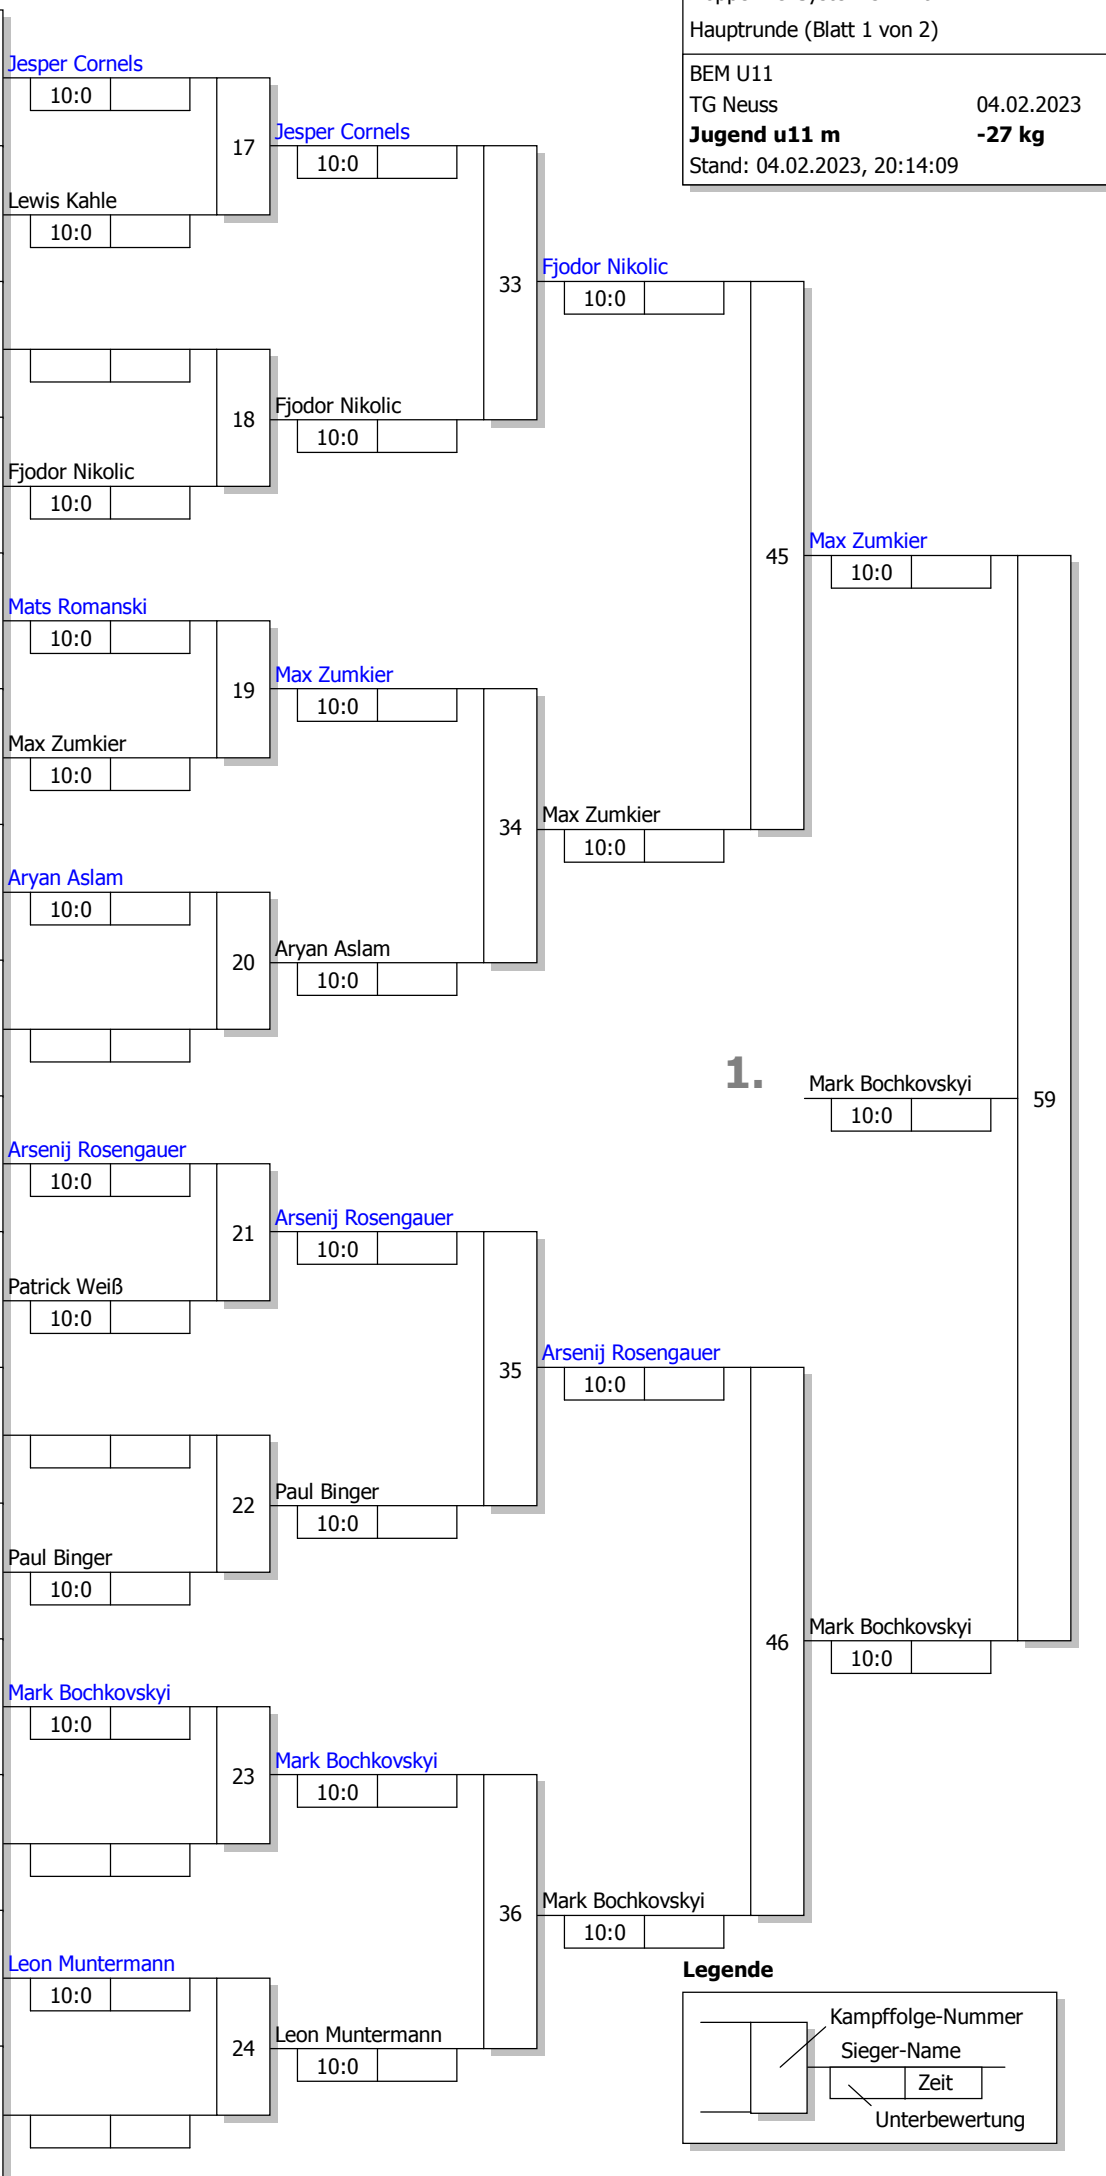 Hauptrunde (Blatt 1 von 2)
BEM U11
TG Neuss 04.02.2023
Jugend u11 m -27 kg
Stand: 04.02.2023, 20:14:09
Jesper Cornels
10:0
17
Jesper Cornels
10:0
Lewis Kahle
10:0
33
Fjodor Nikolic
10:0
18
Fjodor Nikolic
10:0
Fjodor Nikolic
10:0
45
Max Zumkier
10:0
Mats Romanski
10:0
19
Max Zumkier
10:0
Max Zumkier
10:0
34
Max Zumkier
10:0
Aryan Aslam
10:0
20
Aryan Aslam
10:0
1.
Mark Bochkovskyi
10:0
59
Arsenij Rosengauer
10:0
21
Arsenij Rosengauer
10:0
Patrick Weiß
10:0
35
Arsenij Rosengauer
10:0
22
Paul Binger
10:0
Paul Binger
10:0
46
Mark Bochkovskyi
10:0
Mark Bochkovskyi
10:0
23
Mark Bochkovskyi
10:0
36
Mark Bochkovskyi
10:0
Leon Muntermann
10:0
24
Leon Muntermann
10:0
Legende
Kampffolge-Nummer
Sieger-Name
Zeit
Unterbewertung